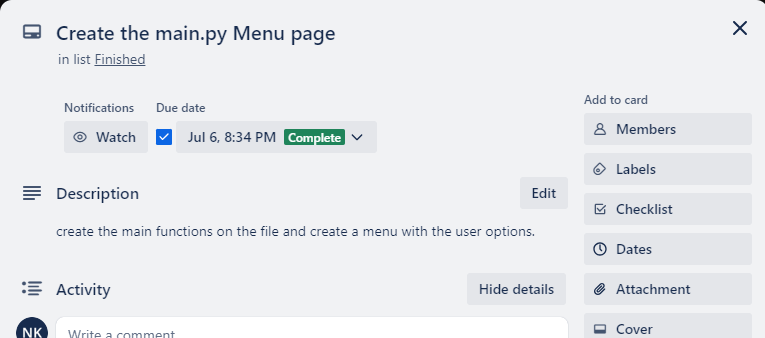 Create the main.py Menu page
in list Finished
Notifications
Due date
Watch
Jul 6, 8:34 PM Complete
Description
Edit
create the main functions on the file and create a menu with the user options.
Activity
Hide details
NK
Write a comment
Add to card
Members
Labels
Checklist
Dates
Attachment
Cover